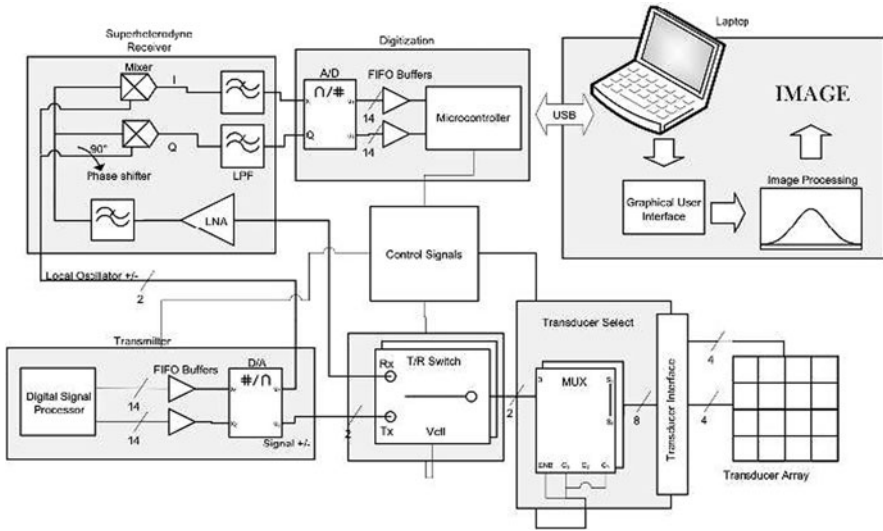 Superheterodyne
Receiver
Mixer
I
90°
Q
Phase shifter
LPF
LNA
Local Oscillator +/-
2
Digitization
A/D
∩/#
I
Q
FIFO Buffers
14
14
Microcontroller
USB
Laptop
IMAGE
Graphical User
Interface
Image Processing
Control Signals
Transmitter
Digital Signal
Processor
FIFO Buffers
14
14
D/A
#/∩
Signal +/-
2
T/R Switch
Rx
Tx
Vctl
2
Transducer Select
MUX
ENB
8
Transducer Interface
4
4
Transducer Array